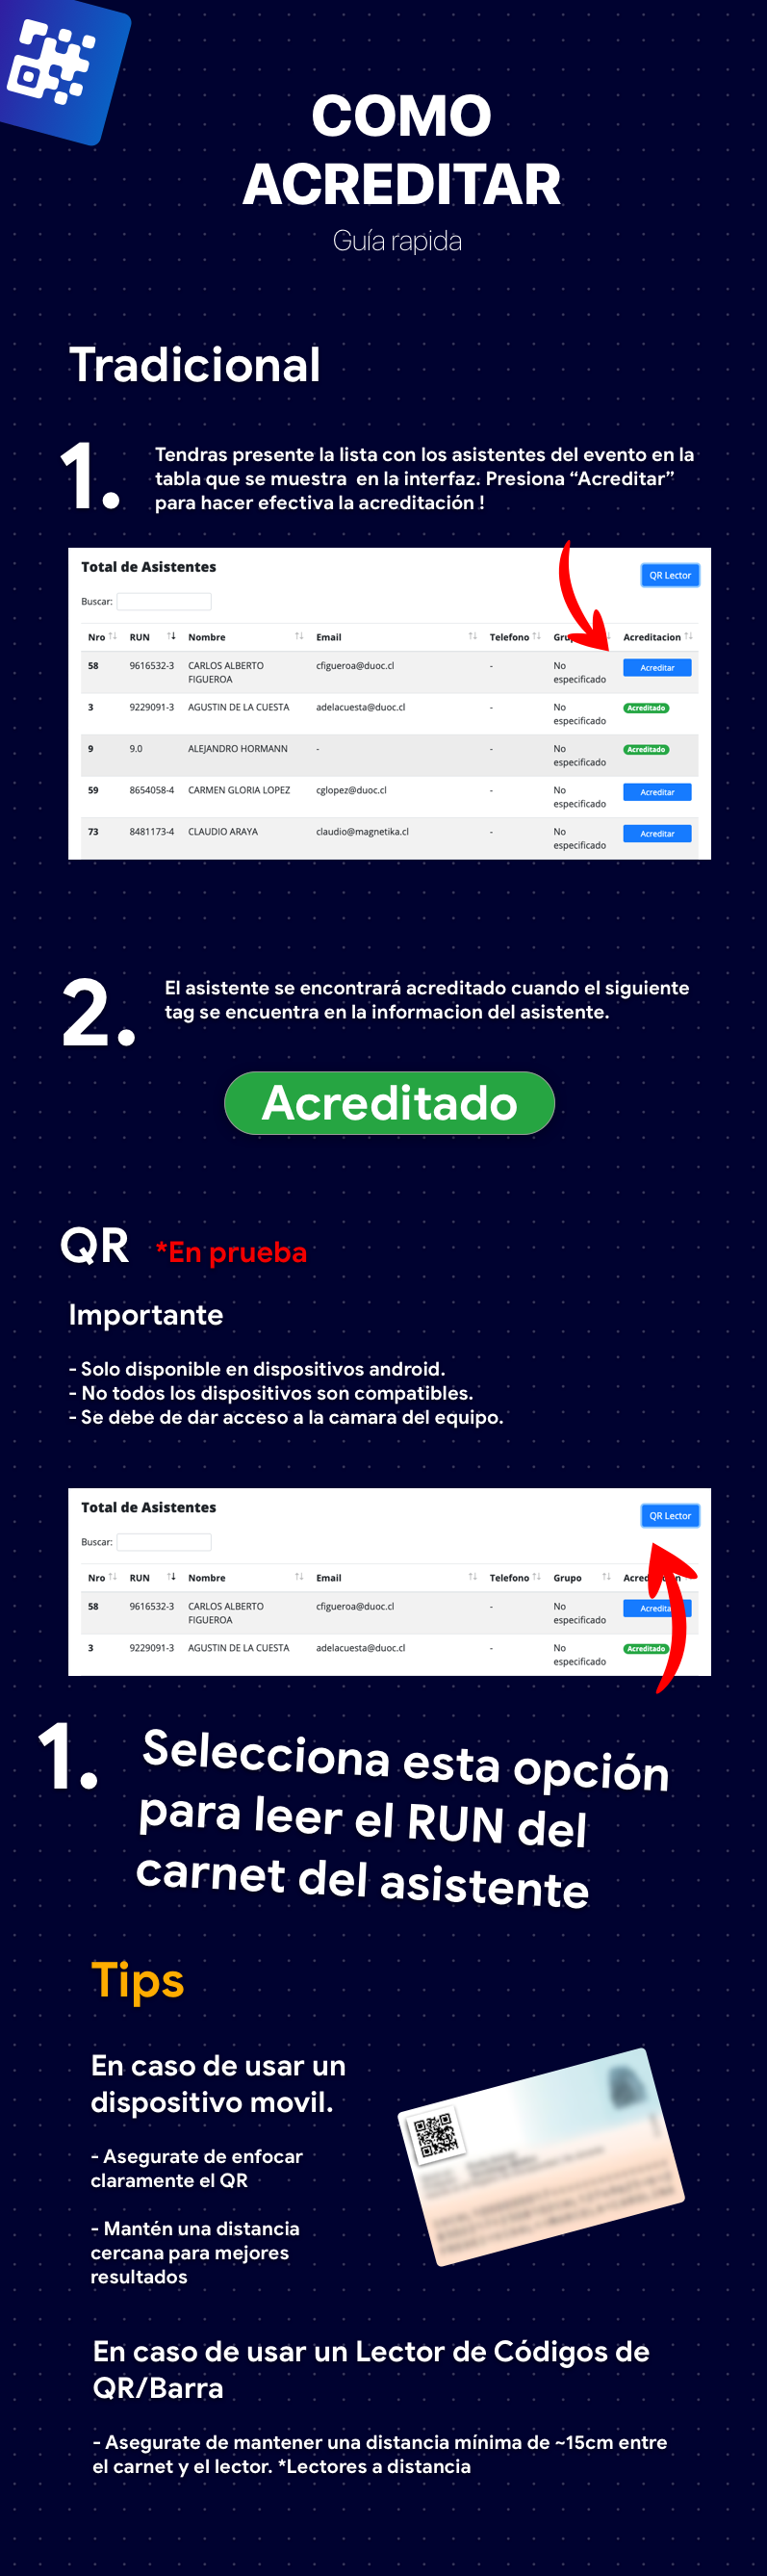 COMO
ACREDITAR
Guía rapida
Tradicional
1.
Tendras presente la lista con los asistentes del evento en la
tabla que se muestra en la interfaz. Presiona “Acreditar”
para hacer efectiva la acreditación !
Total de Asistentes
QR Lector
Buscar:
Nro RUN Nombre Email Telefono Acreditacion
58 9616532-3 CARLOS ALBERTO cfigueroa@duoc.cl - No Acreditar
FIGUEROA especificado
3 9229091-3 AGUSTIN DE LA CUESTA adelacuesta@duoc.cl - No Acreditado
especificado
9 9.0 ALEJANDRO HORMANN - - No Acreditado
especificado
59 8654058-4 CARMEN GLORIA LOPEZ cglopez@duoc.cl - No Acreditar
especificado
73 8481173-4 CLAUDIO ARAYA claudio@magnetika.cl - No Acreditar
especificado
2.
El asistente se encontrará acreditado cuando el siguiente
tag se encuentra en la informacion del asistente.
Acreditado
QR *En prueba
Importante
- Solo disponible en dispositivos android.
- No todos los dispositivos son compatibles.
- Se debe de dar acceso a la camara del equipo.
Total de Asistentes
QR Lector
Buscar:
Nro RUN Nombre Email Telefono Grupo
58 9616532-3 CARLOS ALBERTO cfigueroa@duoc.cl - No
FIGUEROA especificado
3 9229091-3 AGUSTIN DE LA CUESTA adelacuesta@duoc.cl - No Acreditado
especificado
1.
Selecciona esta opción
para leer el RUN del
carnet del asistente
Tips
En caso de usar un
dispositivo movil.
- Asegurate de enfocar
claramente el QR
- Mantén una distancia
cercana para mejores
resultados
En caso de usar un Lector de Códigos de
QR/Barra
- Asegurate de mantener una distancia mínima de ~15cm entre
el carnet y el lector. *Lectores a distancia